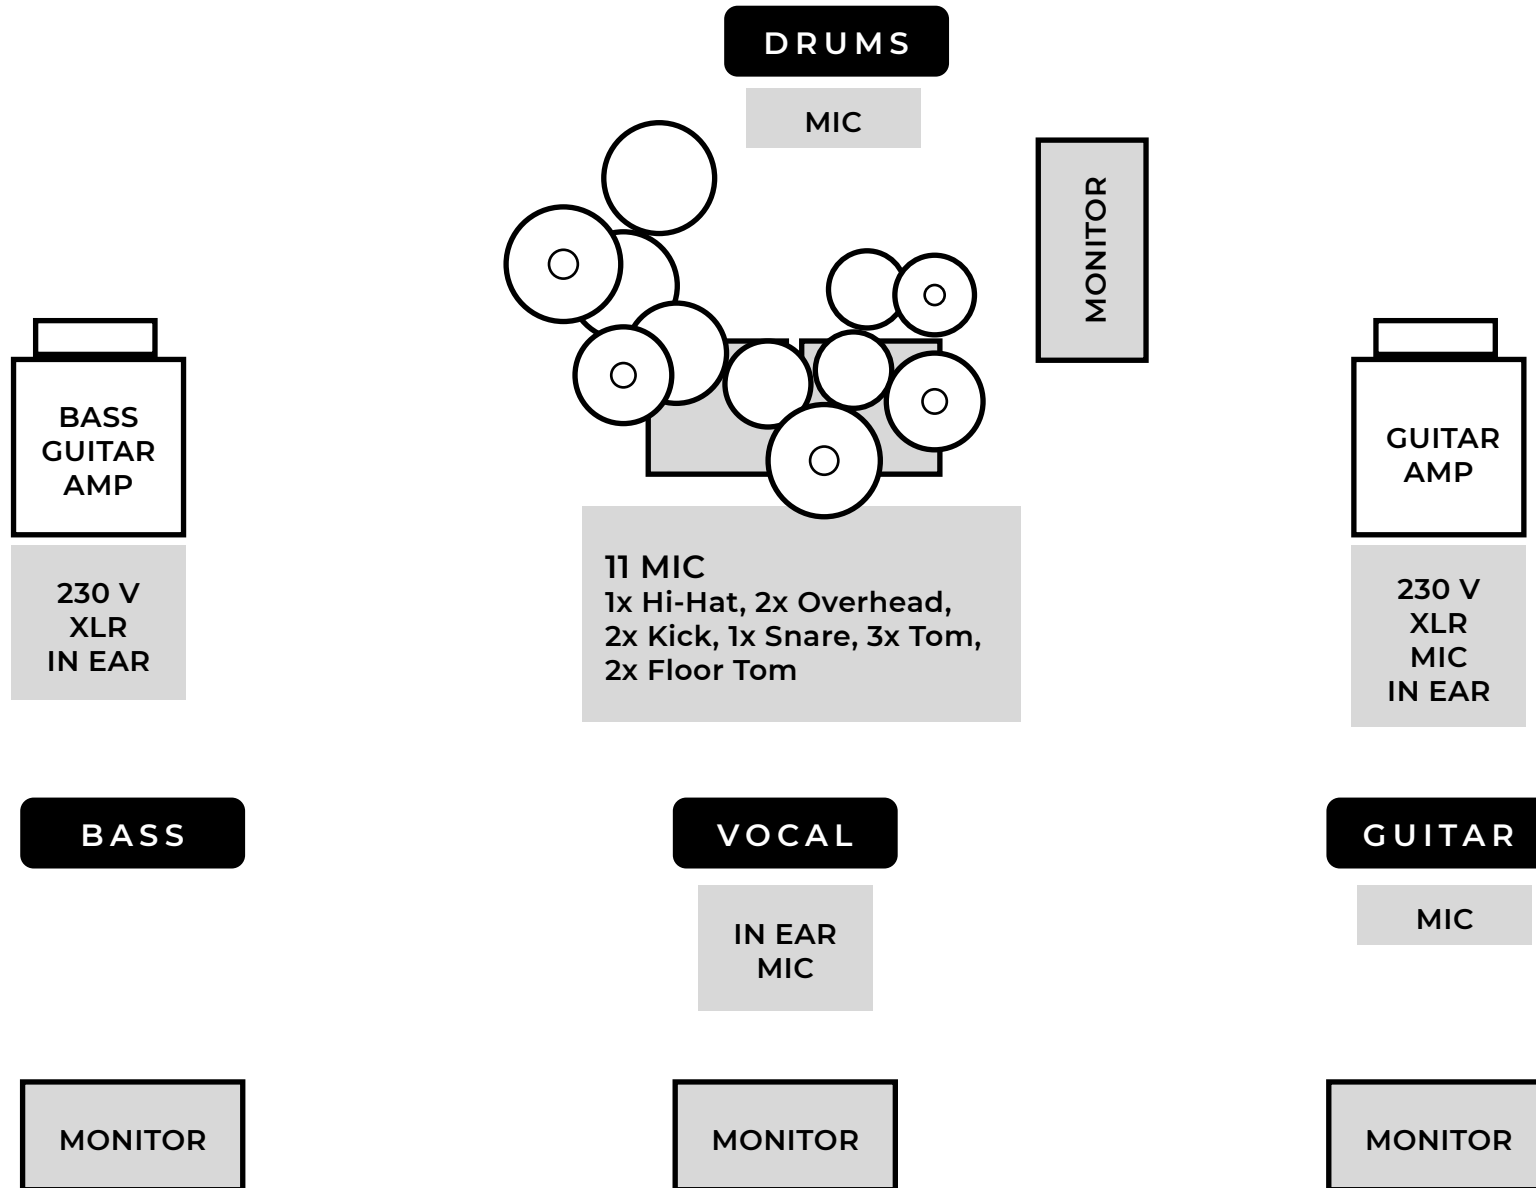 DRUMS
MIC
MONITOR
BASS
GUITAR
AMP
GUITAR
AMP
11 MIC
1x Hi-Hat, 2x Overhead,
2x Kick, 1x Snare, 3x Tom,
2x Floor Tom
230 V
XLR
IN EAR
230 V
XLR
MIC
IN EAR
BASS
VOCAL
GUITAR
IN EAR
MIC
MIC
MONITOR
MONITOR
MONITOR